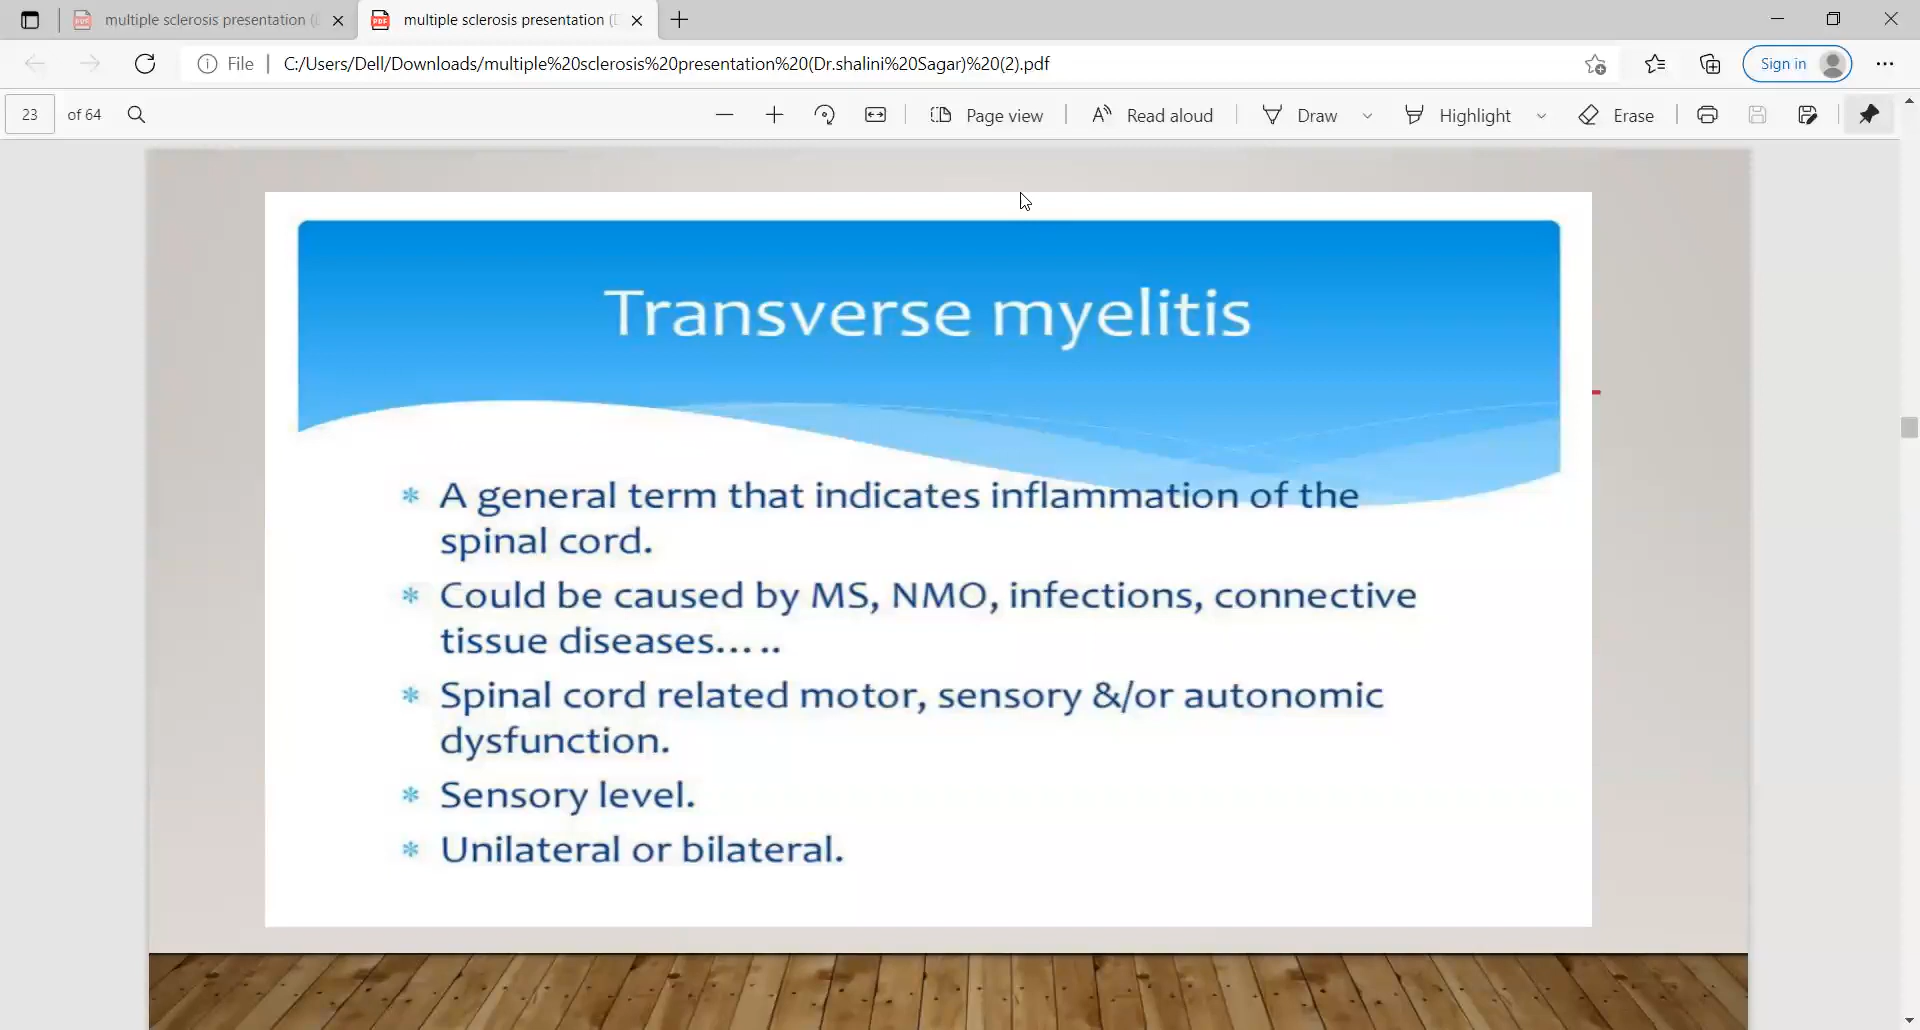 multiple sclerosis presentation (
multiple sclerosis presentation (
File
C:/Users/Dell/Downloads/multiple%20sclerosis%20presentation%20(Dr.shalini%20Sagar)%20(2).pdf
Sign in
23 of 64
Page view
Read aloud
Draw
Highlight
Erase
Transverse myelitis
* A general term that indicates inflammation of the
spinal cord.
* Could be caused by MS, NMO, infections, connective
tissue diseases.....
* Spinal cord related motor, sensory &/or autonomic
dysfunction.
* Sensory level.
* Unilateral or bilateral.